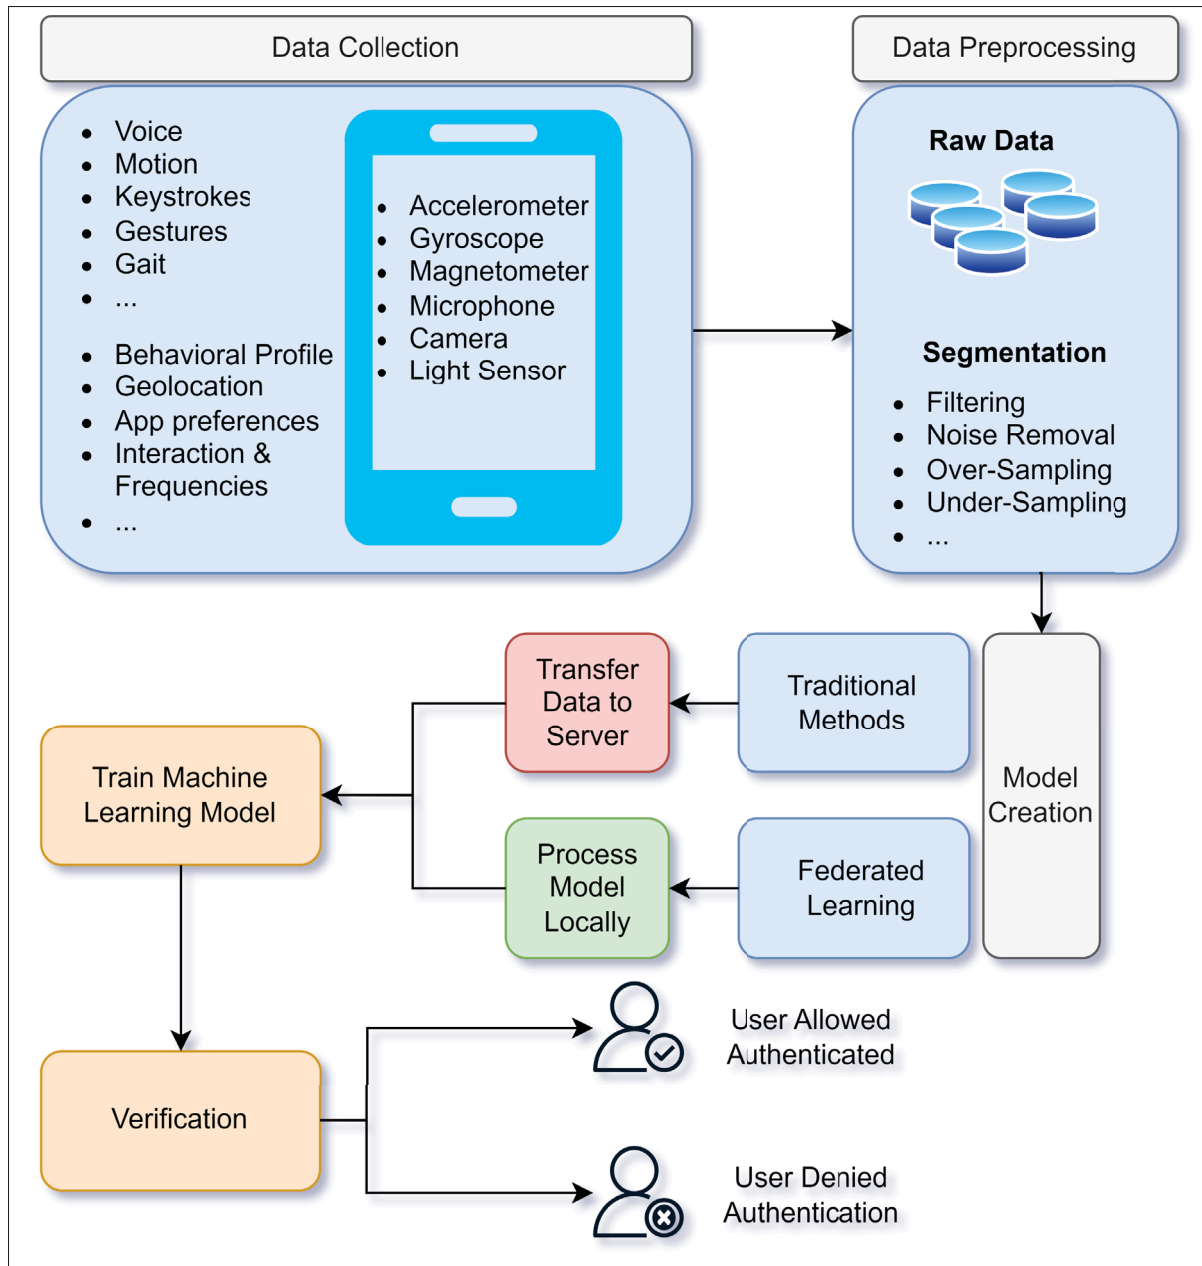 Data Collection
Data Preprocessing
• Voice
• Motion
• Keystrokes
• Gestures
• Gait
• ...
• Behavioral Profile
• Geolocation
• App preferences
• Interaction &
Frequencies
• ...
• Accelerometer
• Gyroscope
• Magnetometer
• Microphone
• Camera
• Light Sensor
Raw Data
Segmentation
• Filtering
• Noise Removal
• Over-Sampling
• Under-Sampling
• ...
Model
Creation
Traditional
Methods
Transfer
Data to
Server
Federated
Learning
Process
Model
Locally
Train Machine
Learning Model
Verification
User Allowed
Authenticated
User Denied
Authentication